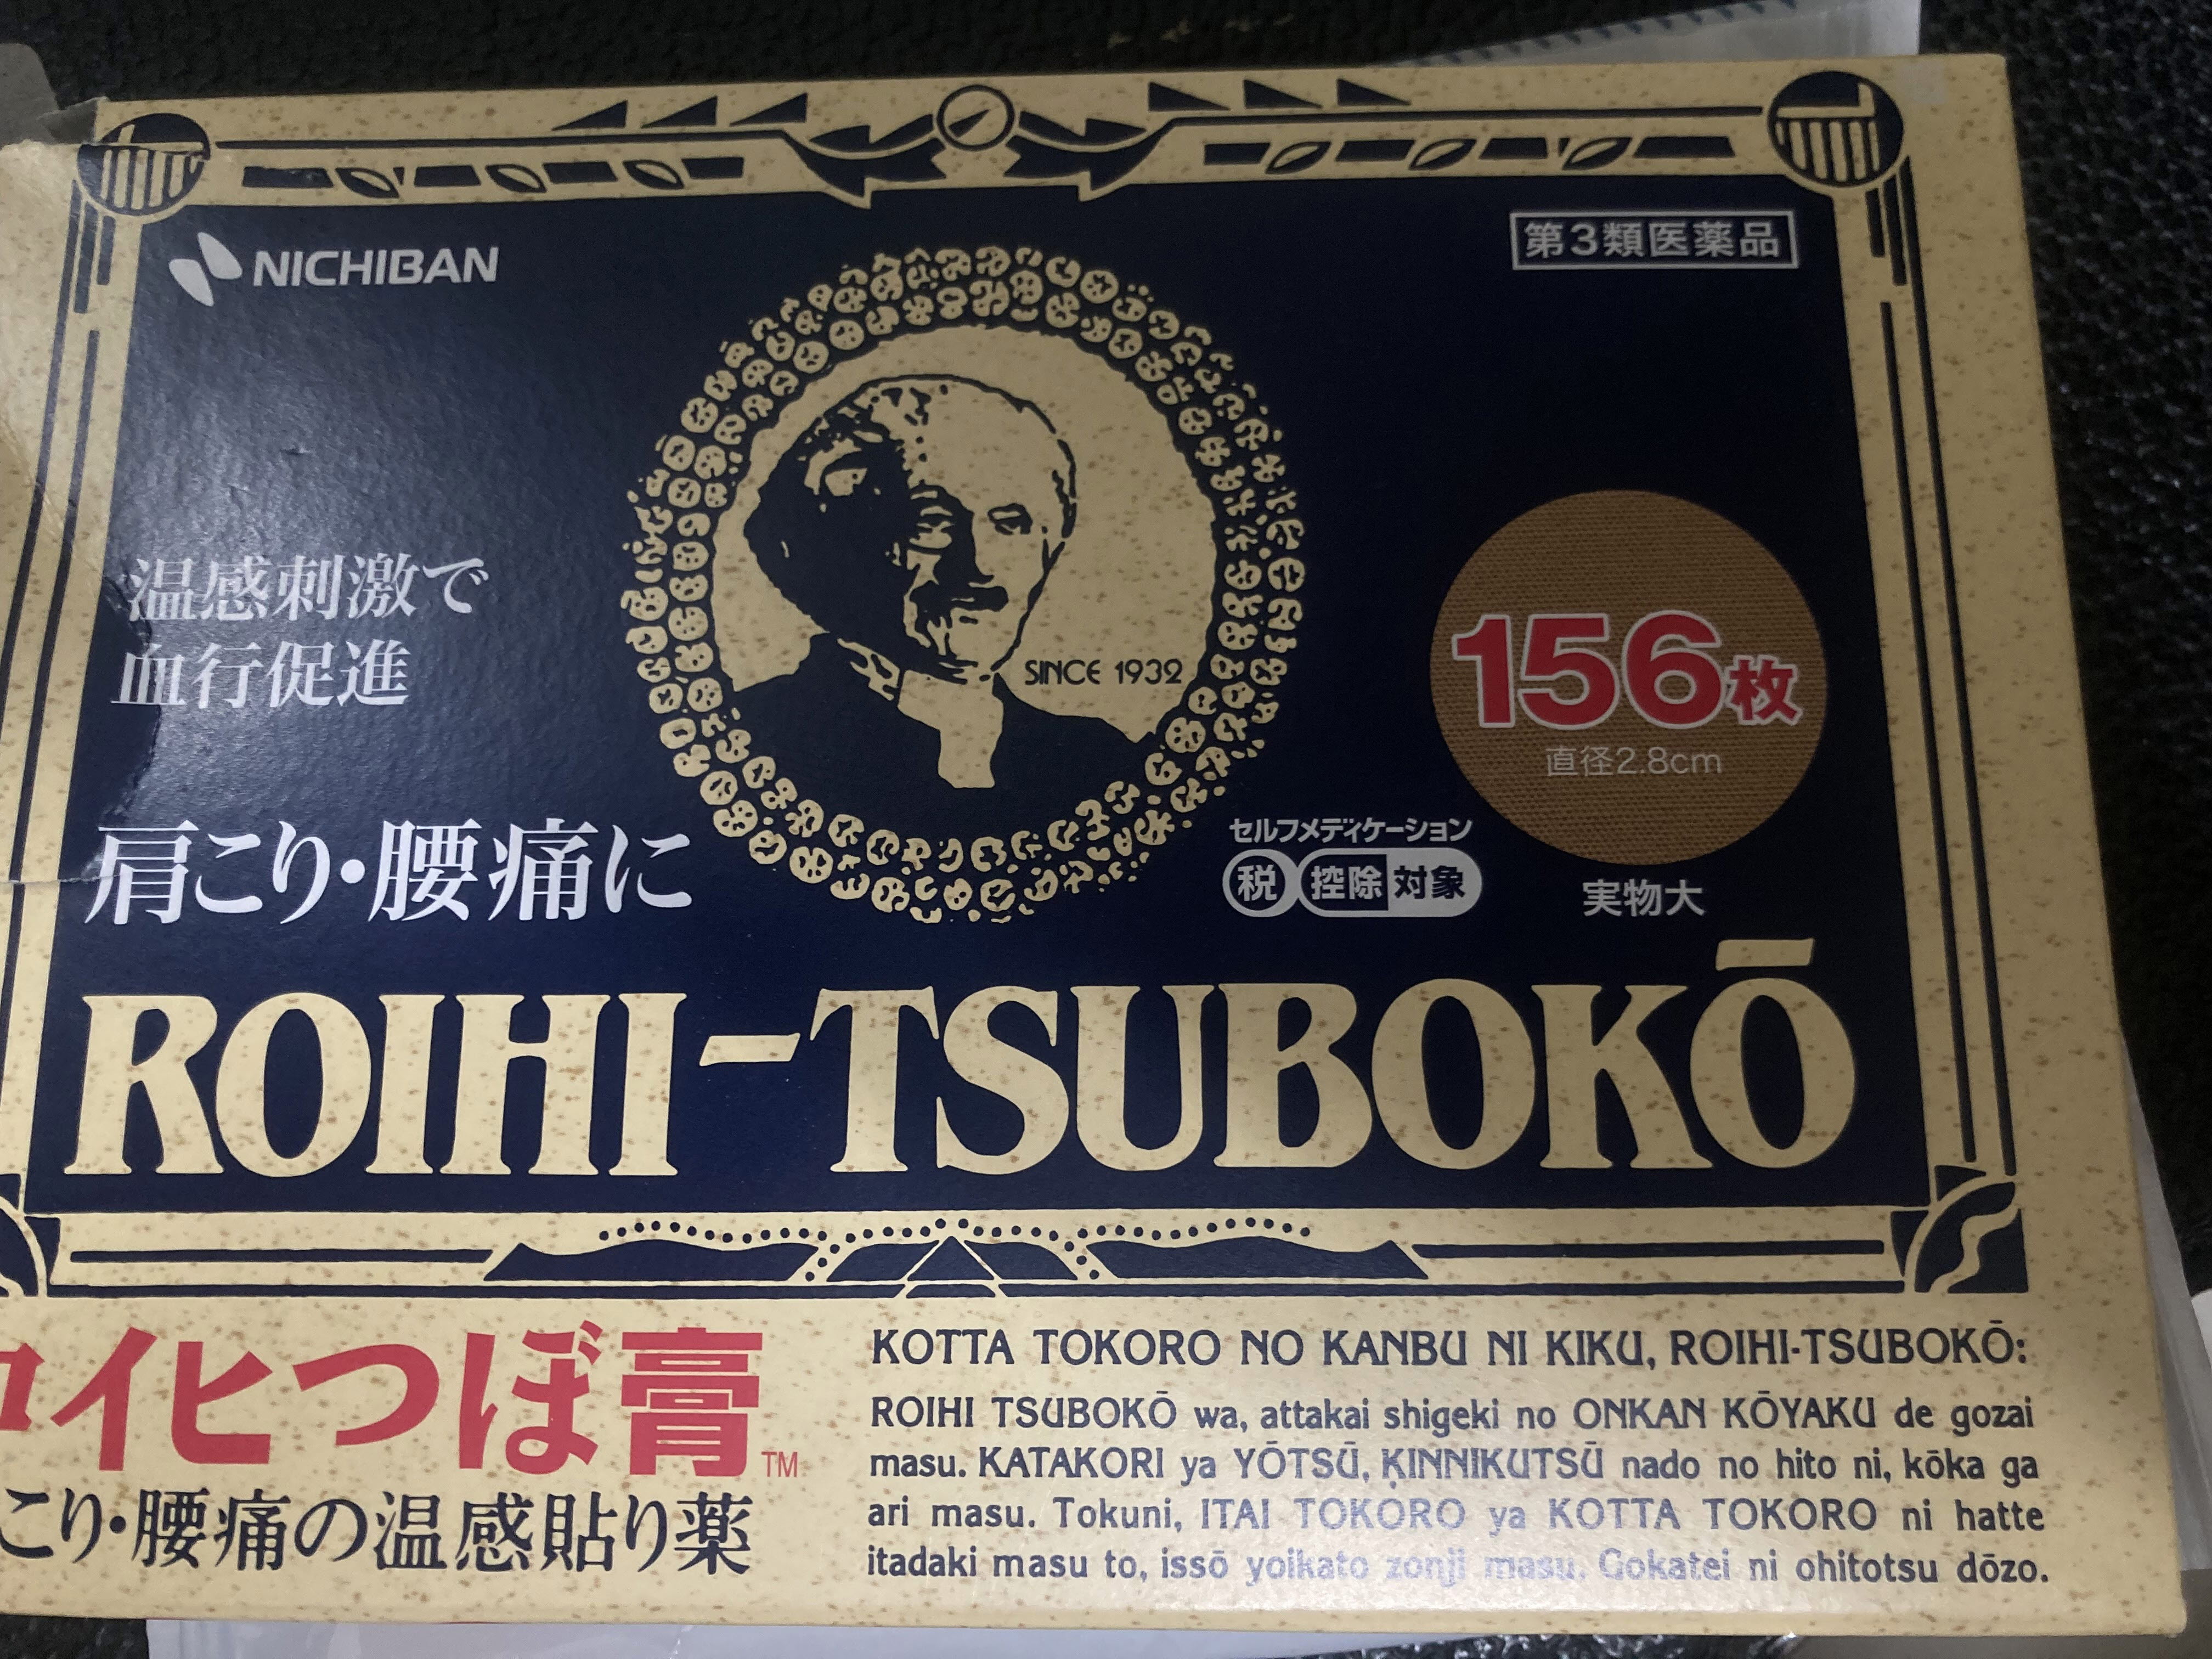 NICHIBAN
第3類医薬品
温感刺激で
血行促進
肩こり・腰痛に
SINCE 1932
156枚
直径2.8cm
実物大
セルフメディケーション
税 控除 対象
ROIHI-TSUBOKŌ
ロイヒつぼ膏™
こり・腰痛の温感貼り薬
KOTTA TOKORO NO KANBU NI KIKU, ROIHI-TSUBOKŌ:
ROIHI TSUBOKŌ wa, attakai shigeki no ONKAN KŌYAKU de gozai
masu. KATAKORI ya YŌTSŪ, KINNIKUTSŪ nado no hito ni, kōka ga
ari masu. Tokuni, ITAI TOKORO ya KOTTA TOKORO ni hatte
itadaki masu to, issō yoikato zonji masu. Gokatei ni ohitotsu dōzo.